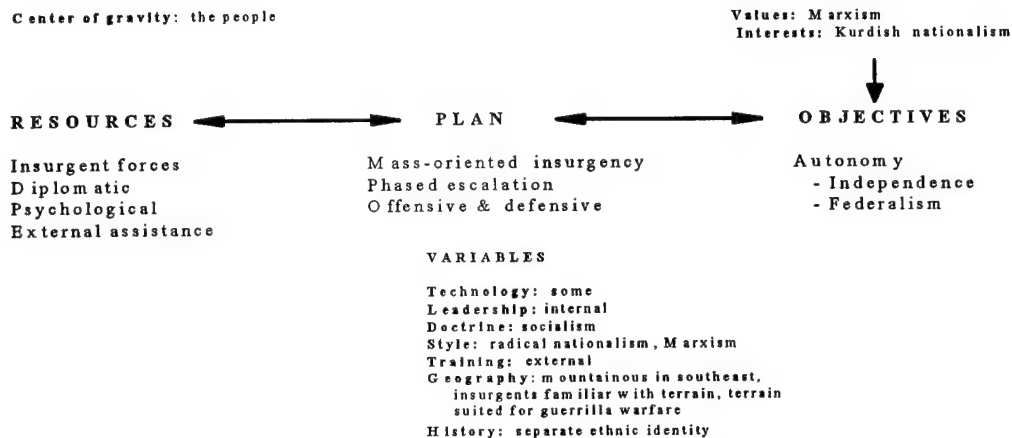 Center of gravity: the people
Values: Marxism
Interests: Kurdish nationalism
RESOURCES
PLAN
OBJECTIVES
Insurgent forces
Diplomatic
Psychological
External assistance
Mass-oriented insurgency
Phased escalation
Offensive & defensive
Autonomy
- Independence
- Federalism
VARIABLES
Technology: some
Leadership: internal
Doctrine: socialism
Style: radical nationalism, Marxism
Training: external
Geography: mountainous in southeast,
insurgents familiar with terrain, terrain
suited for guerrilla warfare
History: separate ethnic identity